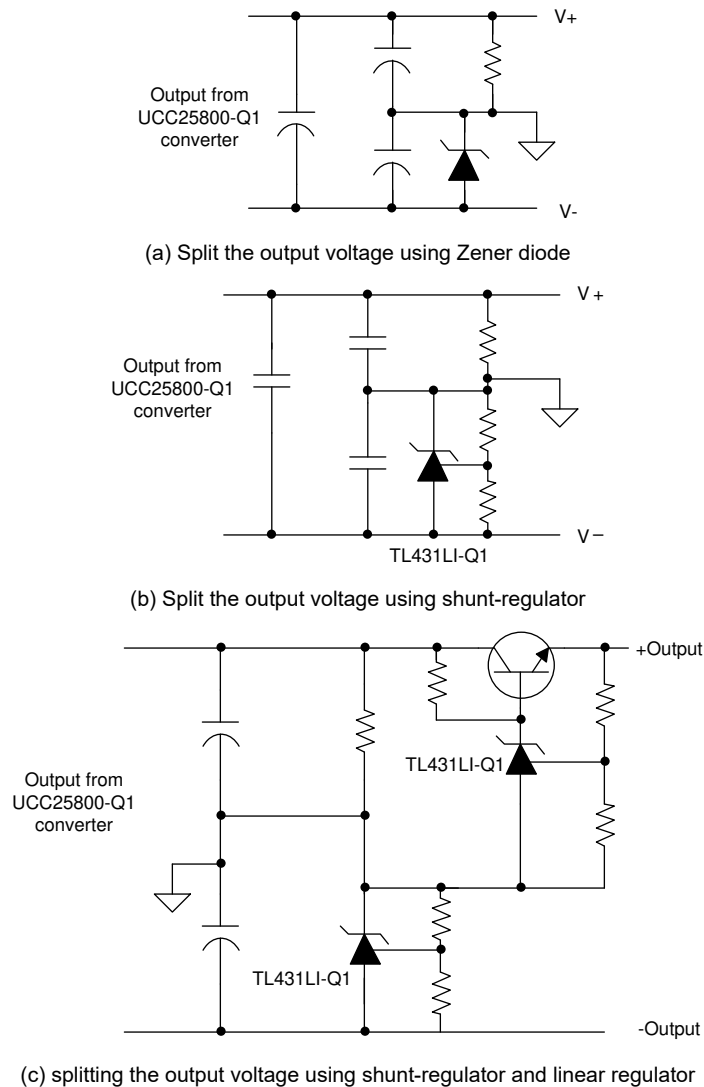 V+
Output from
UCC25800-Q1
converter
V-
(a) Split the output voltage using Zener diode
V +
Output from
UCC25800-Q1
converter
V −
TL431LI-Q1
(b) Split the output voltage using shunt-regulator
+Output
TL431LI-Q1
Output from
UCC25800-Q1
converter
TL431LI-Q1
-Output
(c) splitting the output voltage using shunt-regulator and linear regulator